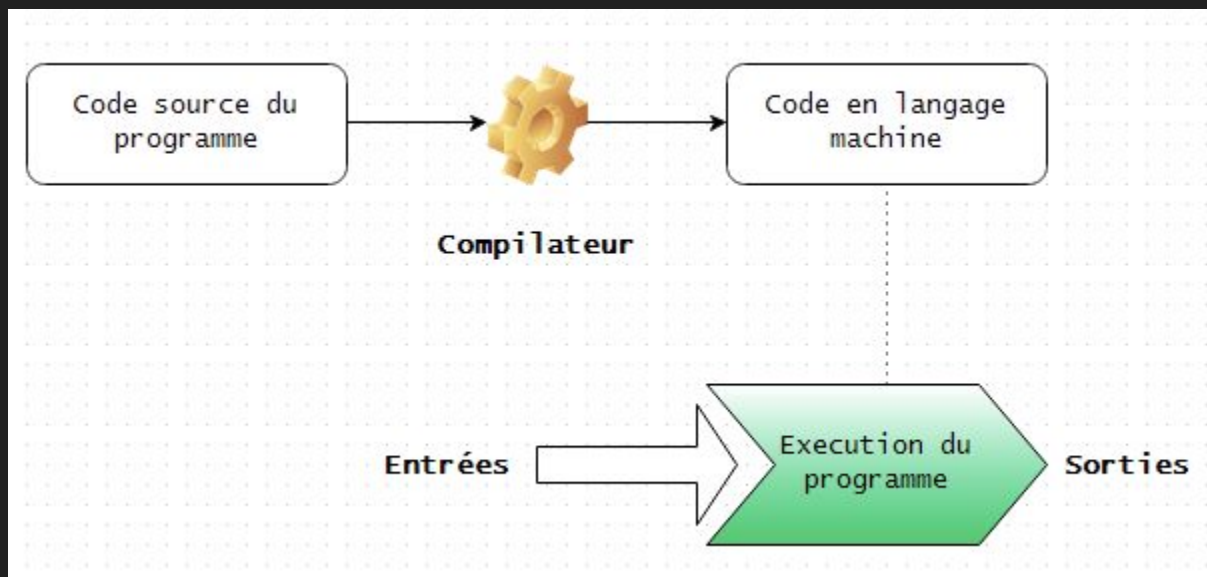 Code source du
programme
Code en langage
machine
Compilateur
Entrées
Execution du
programme
Sorties